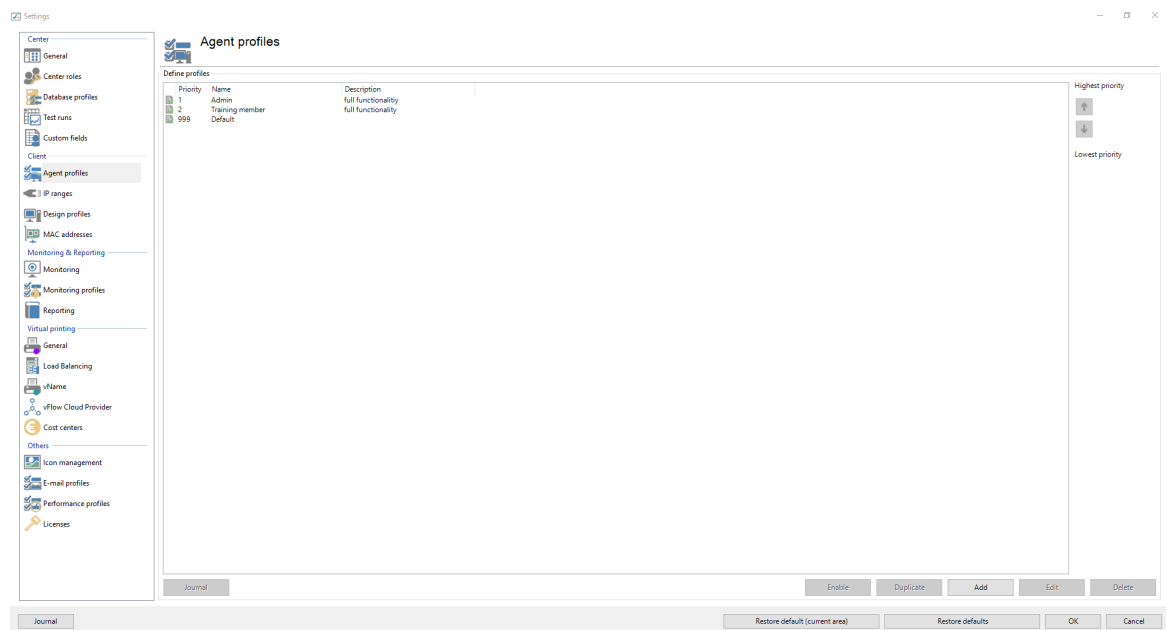 Settings
Center
General
Center roles
Database profiles
Test runs
Custom fields
Client
Agent profiles
IP ranges
Design profiles
MAC addresses
Monitoring & Reporting
Monitoring
Monitoring profiles
Reporting
Virtual printing
General
Load Balancing
vName
vFlow Cloud Provider
Cost centers
Others
Icon management
E-mail profiles
Performance profiles
Licenses
Agent profiles
Define profiles
Priority Name Description
1 Admin full functionalitiy
2 Training member full functionality
999 Default
Highest priority
Lowest priority
Journal Enable Duplicate Add Edit Delete
Journal Restore default (current area) Restore defaults OK Cancel